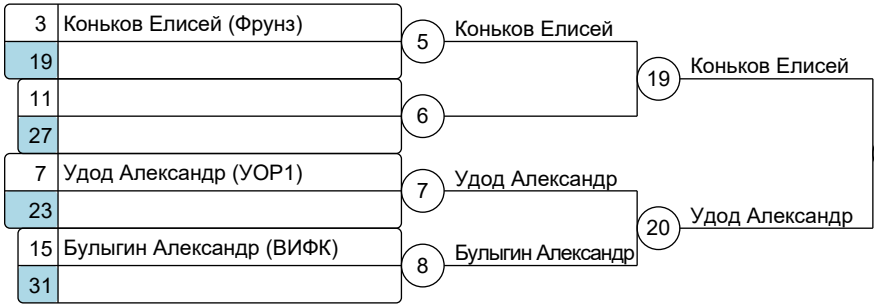 3 Коньков Елисей (Фрунз)
19
5 Коньков Елисей
11
27
6
19 Коньков Елисей
7 Удод Александр (УОР1)
23
7 Удод Александр
15 Булыгин Александр (ВИФК)
31
8 Булыгин Александр
20 Удод Александр